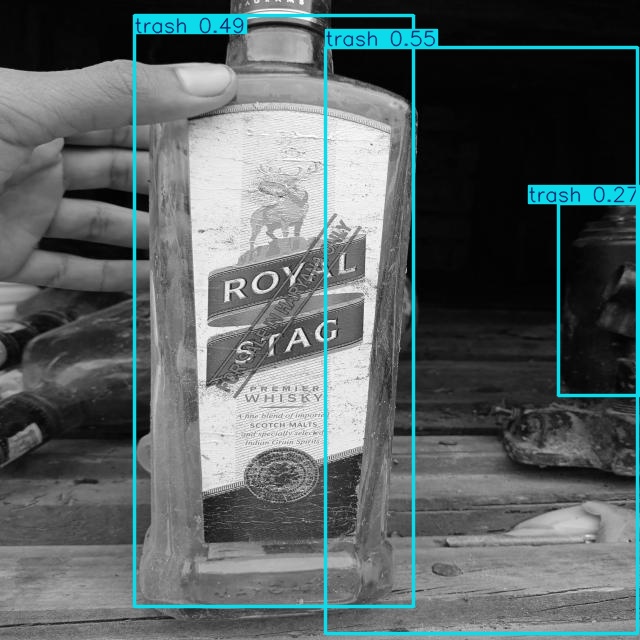 trash 0.49
trash 0.55
trash 0.27
ROYAL
STAG
PREMIER
WHISKY
A fine blend of imported
SCOTCH MALTS
and specially selected
Indian Grain Spirits